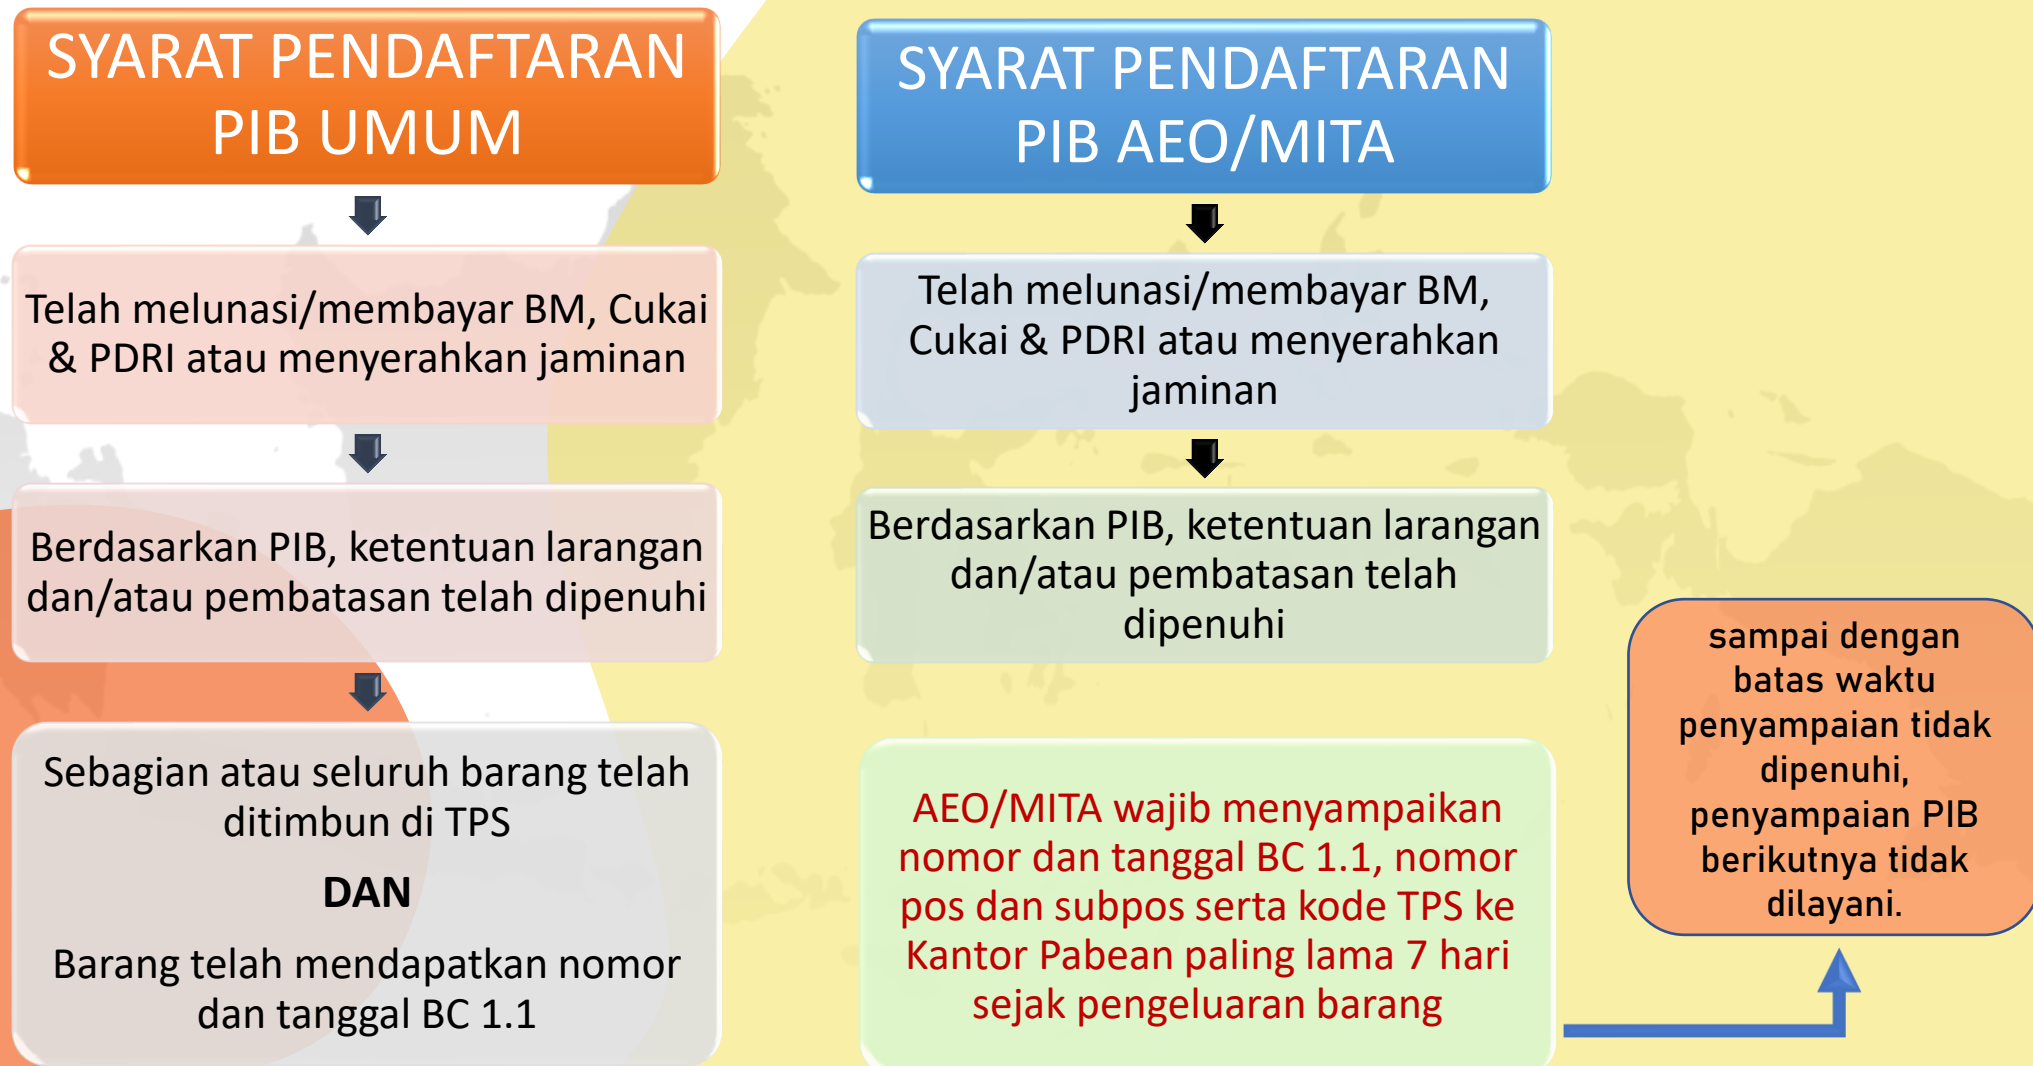 SYARAT PENDAFTARAN
PIB UMUM
Telah melunasi/membayar BM, Cukai
& PDRI atau menyerahkan jaminan
Berdasarkan PIB, ketentuan larangan
dan/atau pembatasan telah dipenuhi
Sebagian atau seluruh barang telah
ditimbun di TPS
DAN
Barang telah mendapatkan nomor
dan tanggal BC 1.1
SYARAT PENDAFTARAN
PIB AEO/MITA
Telah melunasi/membayar BM,
Cukai & PDRI atau menyerahkan
jaminan
Berdasarkan PIB, ketentuan larangan
dan/atau pembatasan telah
dipenuhi
AEO/MITA wajib menyampaikan
nomor dan tanggal BC 1.1, nomor
pos dan subpos serta kode TPS ke
Kantor Pabean paling lama 7 hari
sejak pengeluaran barang
sampai dengan
batas waktu
penyampaian tidak
dipenuhi,
penyampaian PIB
berikutnya tidak
dilayani.